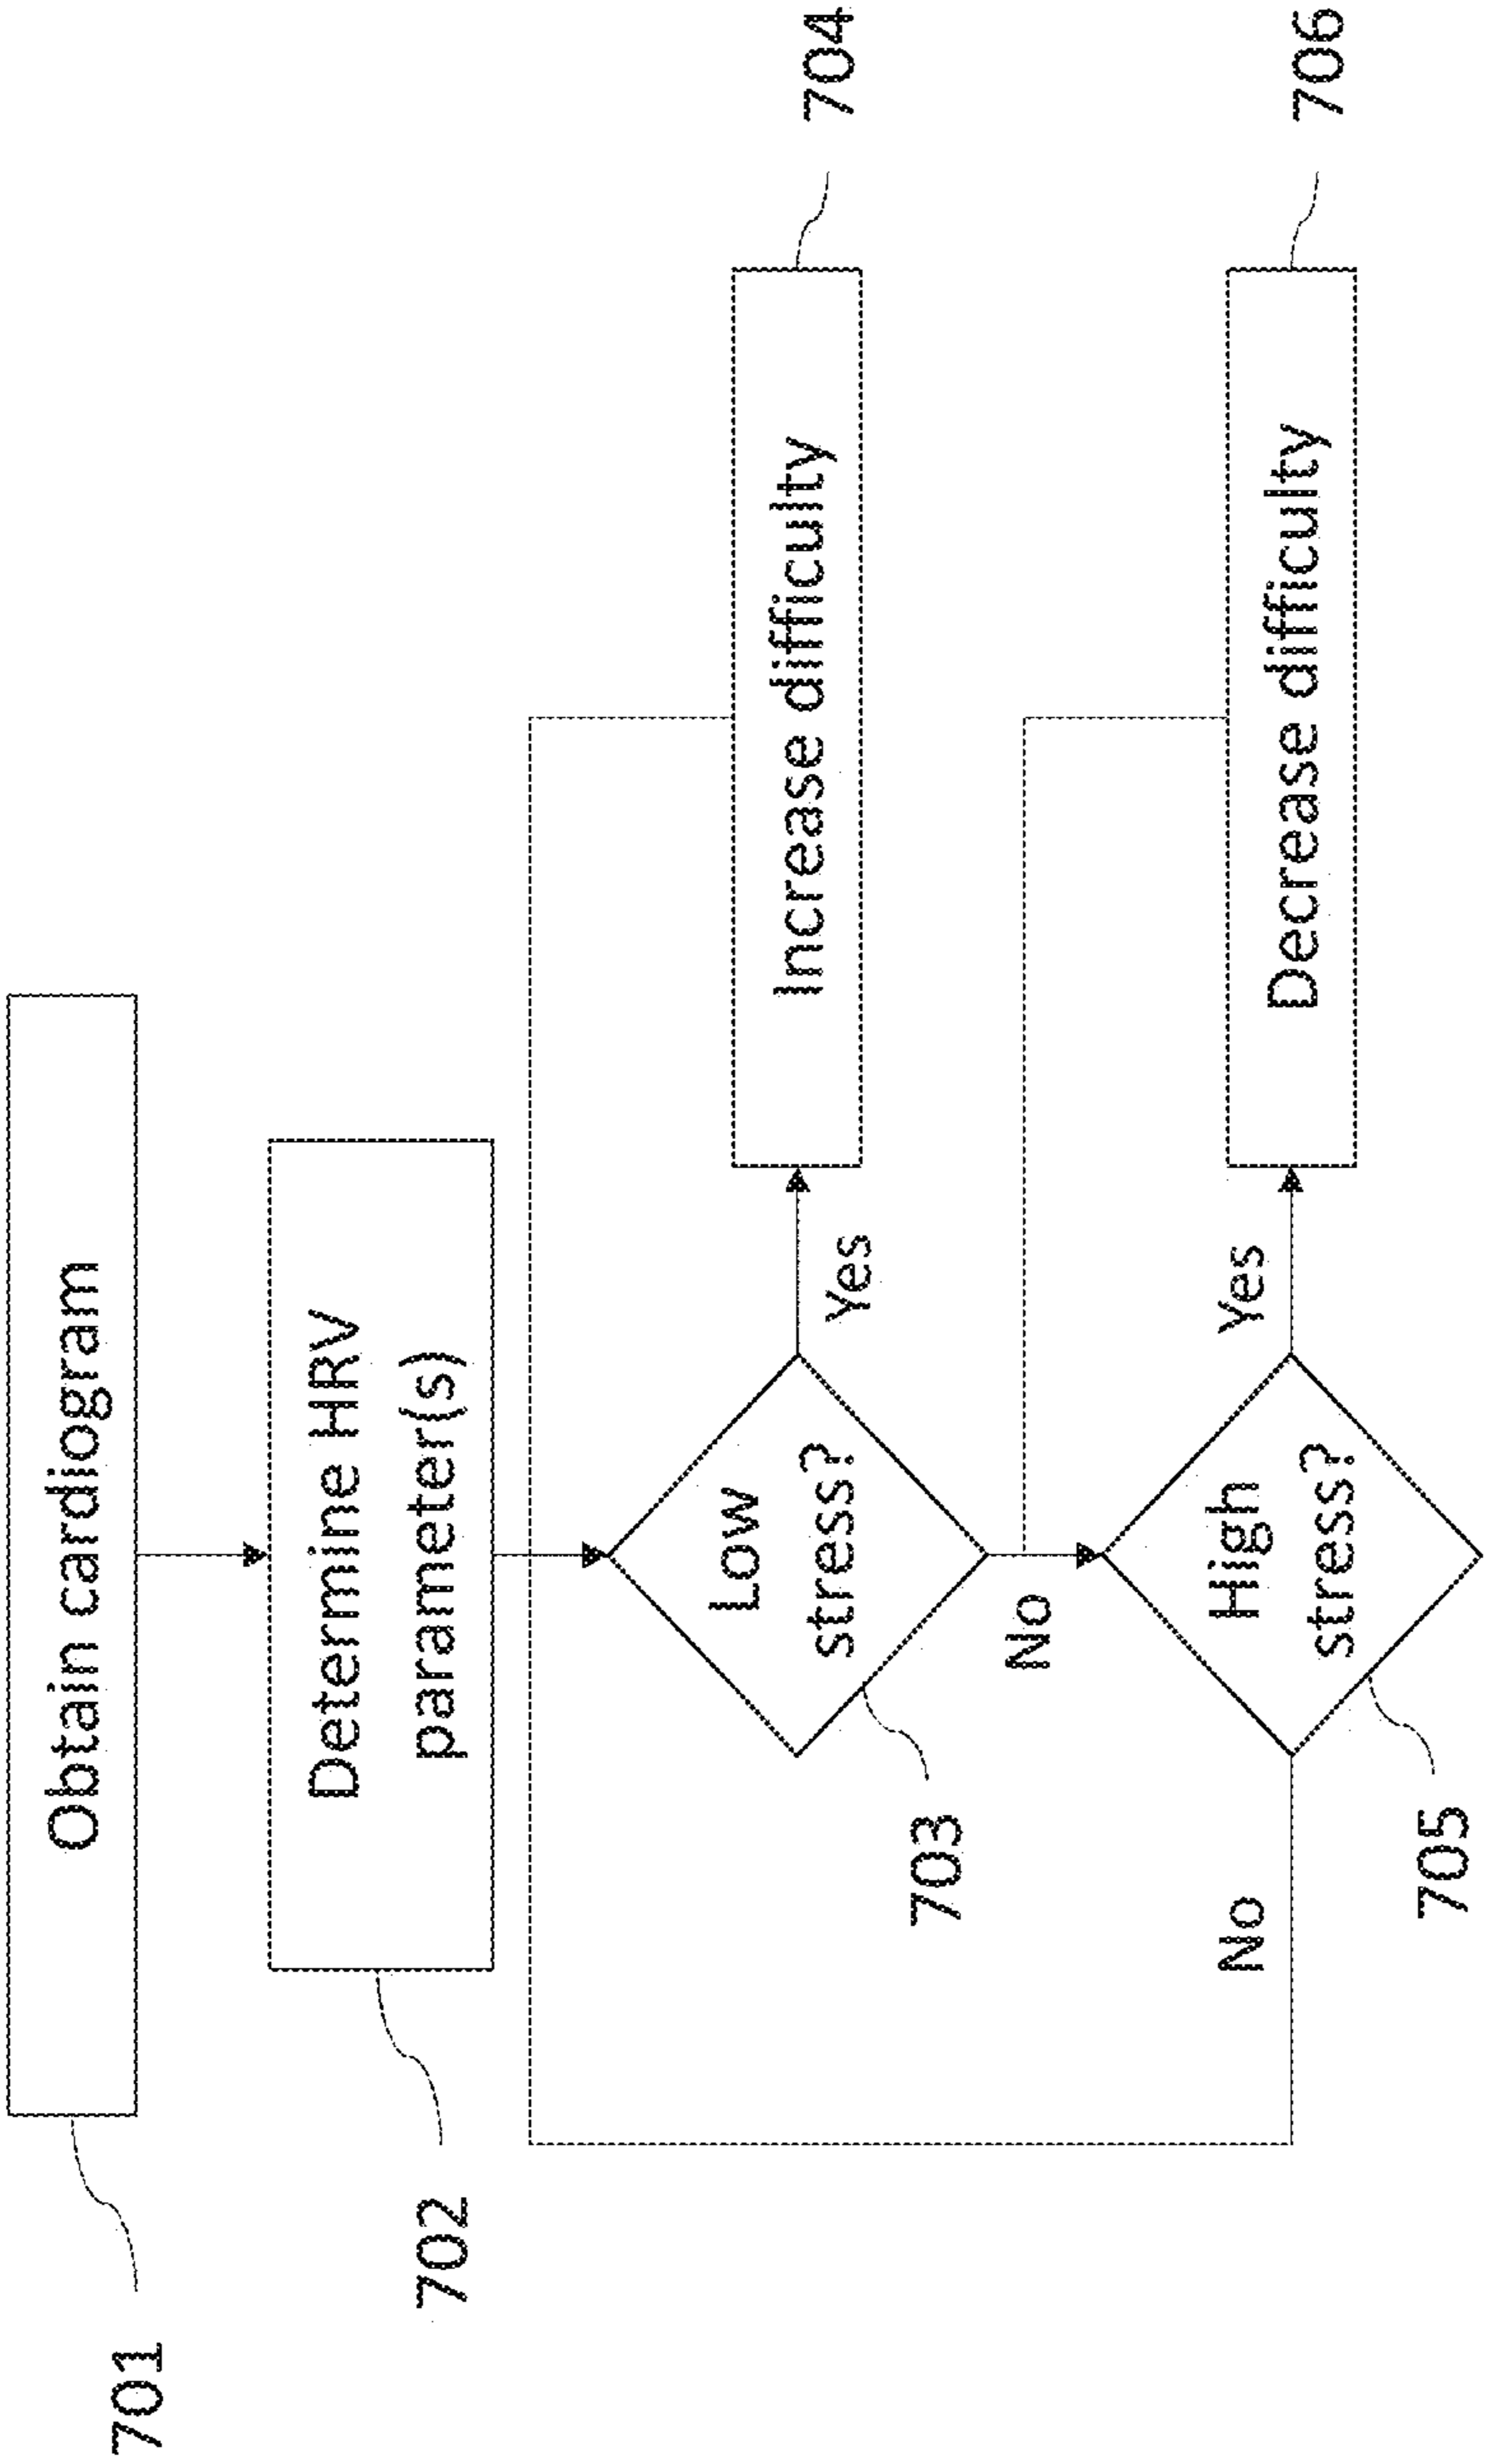 701
Obtain cardiogram
702
Determine HRV
parameter(s)
703
Low
stress?
Yes
Increase difficulty
704
No
705
High
stress?
Yes
Decrease difficulty
706
No